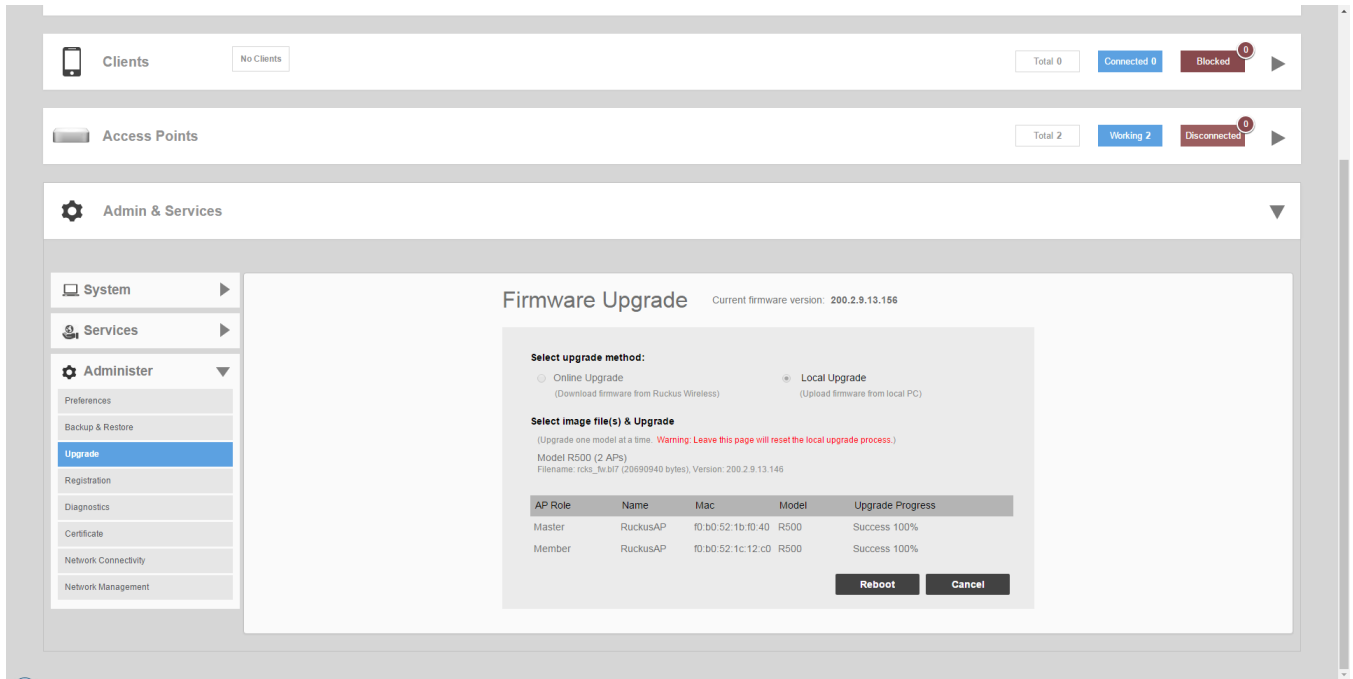 Clients
No Clients
Total 0
Connected 0
Blocked
0
Access Points
Total 2
Working 2
Disconnected
0
Admin & Services
System
Services
Administer
Preferences
Backup & Restore
Upgrade
Registration
Diagnostics
Certificate
Network Connectivity
Network Management
Firmware Upgrade Current firmware version: 200.2.9.13.156
Select upgrade method:
Online Upgrade
(Download firmware from Ruckus Wireless)
Local Upgrade
(Upload firmware from local PC)
Select image file(s) & Upgrade
(Upgrade one model at a time. Warning: Leave this page will reset the local upgrade process.)
Model R500 (2 APs)
Filename: rcks_fw.bl7 (20690940 bytes), Version: 200.2.9.13.146
AP Role Name Mac Model Upgrade Progress
Master RuckusAP f0:b0:52:1b:f0:40 R500 Success 100%
Member RuckusAP f0:b0:52:1c:12:c0 R500 Success 100%
Reboot Cancel